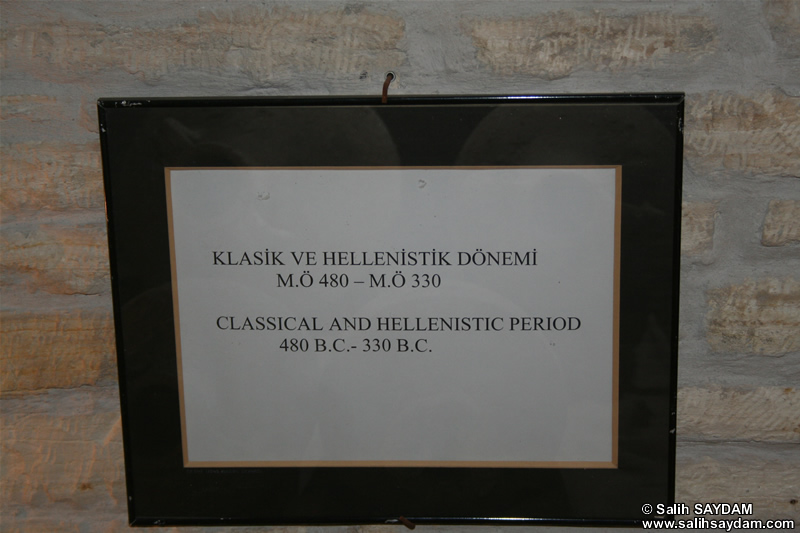 KLASİK VE HELLENİSTİK DÖNEMİ
M.Ö 480 – M.Ö 330
CLASSICAL AND HELLENISTIC PERIOD
480 B.C.- 330 B.C.
© Salih SAYDAM
www.salihsaydam.com